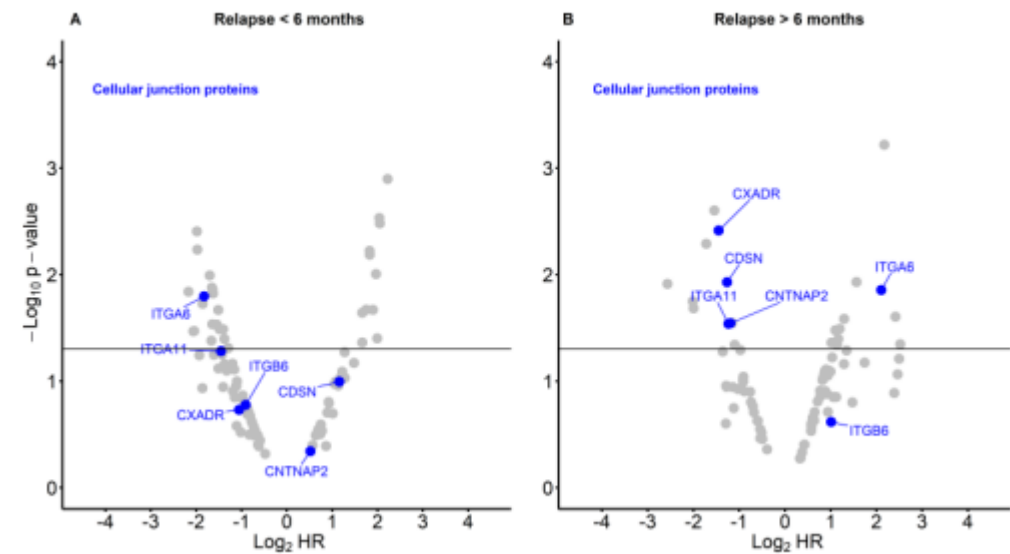 A Relapse < 6 months
B Relapse > 6 months
Cellular junction proteins
ITGA6
ITGA11
ITGB6
CXADR
CDSN
CNTNAP2
4
3
2
1
0
-4 -3 -2 -1 0 1 2 3 4
Log2 HR
−Log10 p − value
Cellular junction proteins
CXADR
CDSN
ITGA11
CNTNAP2
ITGA6
ITGB6
4
3
2
1
0
-4 -3 -2 -1 0 1 2 3 4
Log2 HR